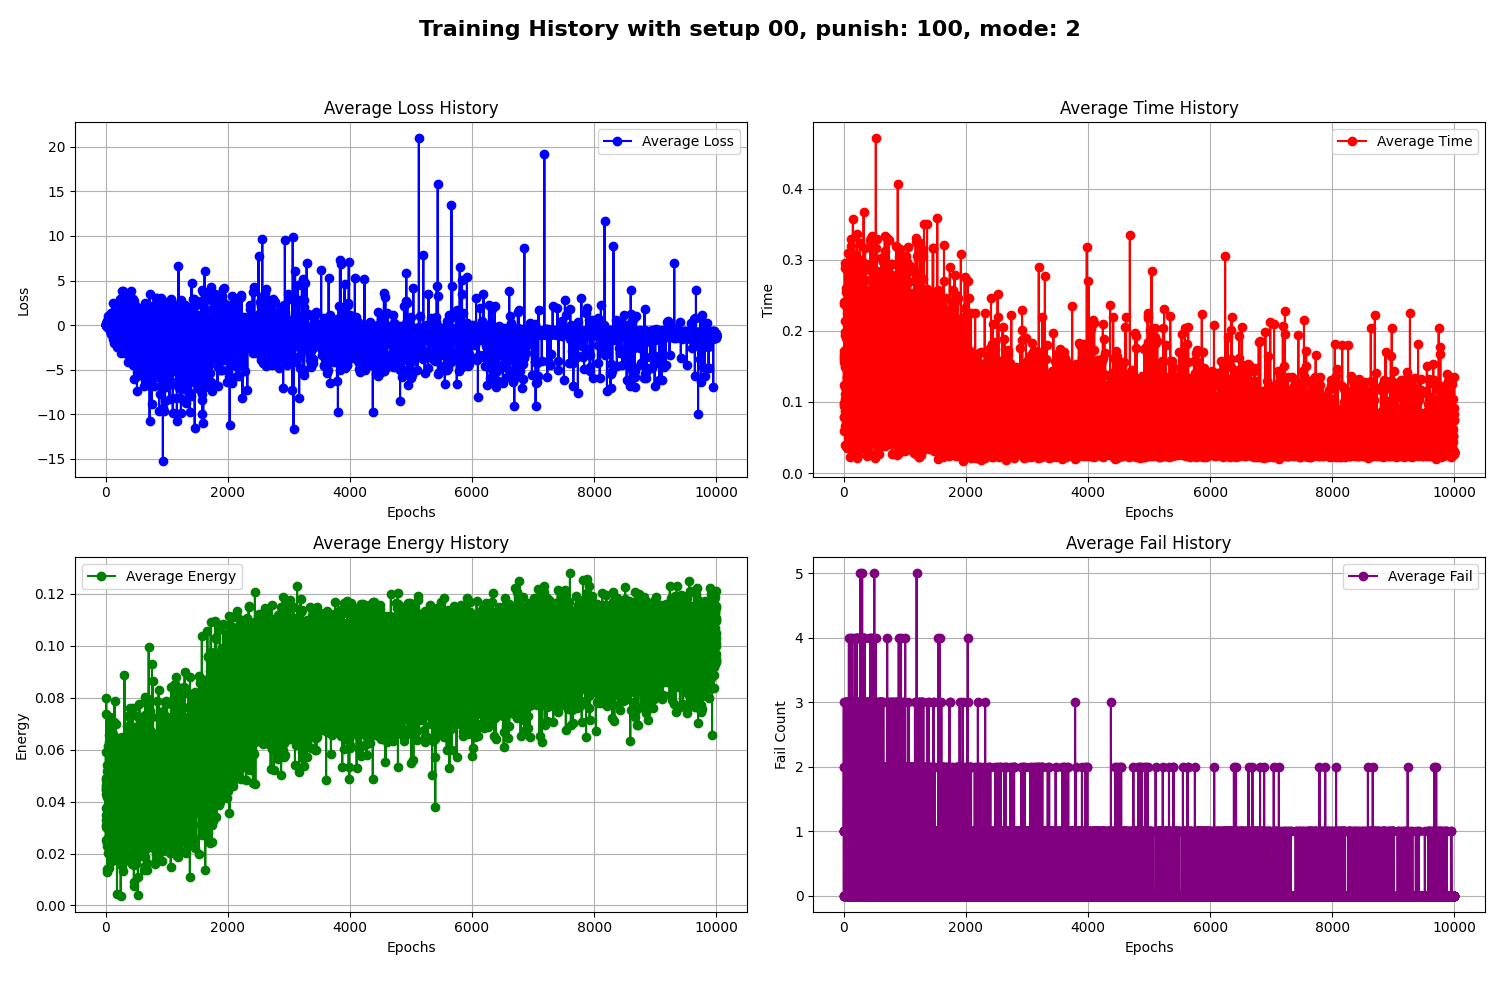 Training History with setup 00, punish: 100, mode: 2
Average Loss History
Average Loss
Loss
20
15
10
5
0
−5
−10
−15
0 2000 4000 6000 8000 10000
Epochs
Average Time History
Average Time
Time
0.4
0.3
0.2
0.1
0.0
0 2000 4000 6000 8000 10000
Epochs
Average Energy History
Average Energy
Energy
0.12
0.10
0.08
0.06
0.04
0.02
0.00
0 2000 4000 6000 8000 10000
Epochs
Average Fail History
Average Fail
Fail Count
5
4
3
2
1
0
0 2000 4000 6000 8000 10000
Epochs